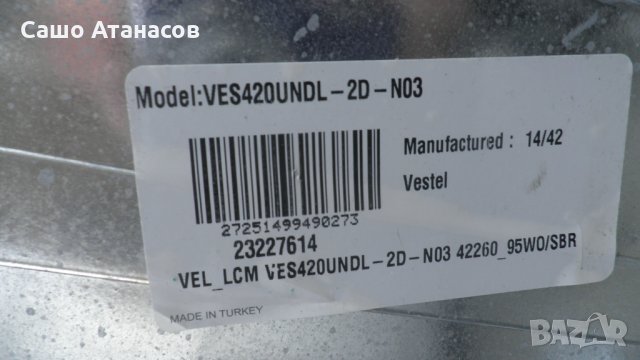 Сашо Атанасов
Model:VES420UNDL-2D-N03
Manufactured : 14/42
Vestel
27251499490273
23227614
VEL_LCM VES420UNDL-2D-N03 42260_95WO/SBR
MADE IN TURKEY
BAZAR
bg